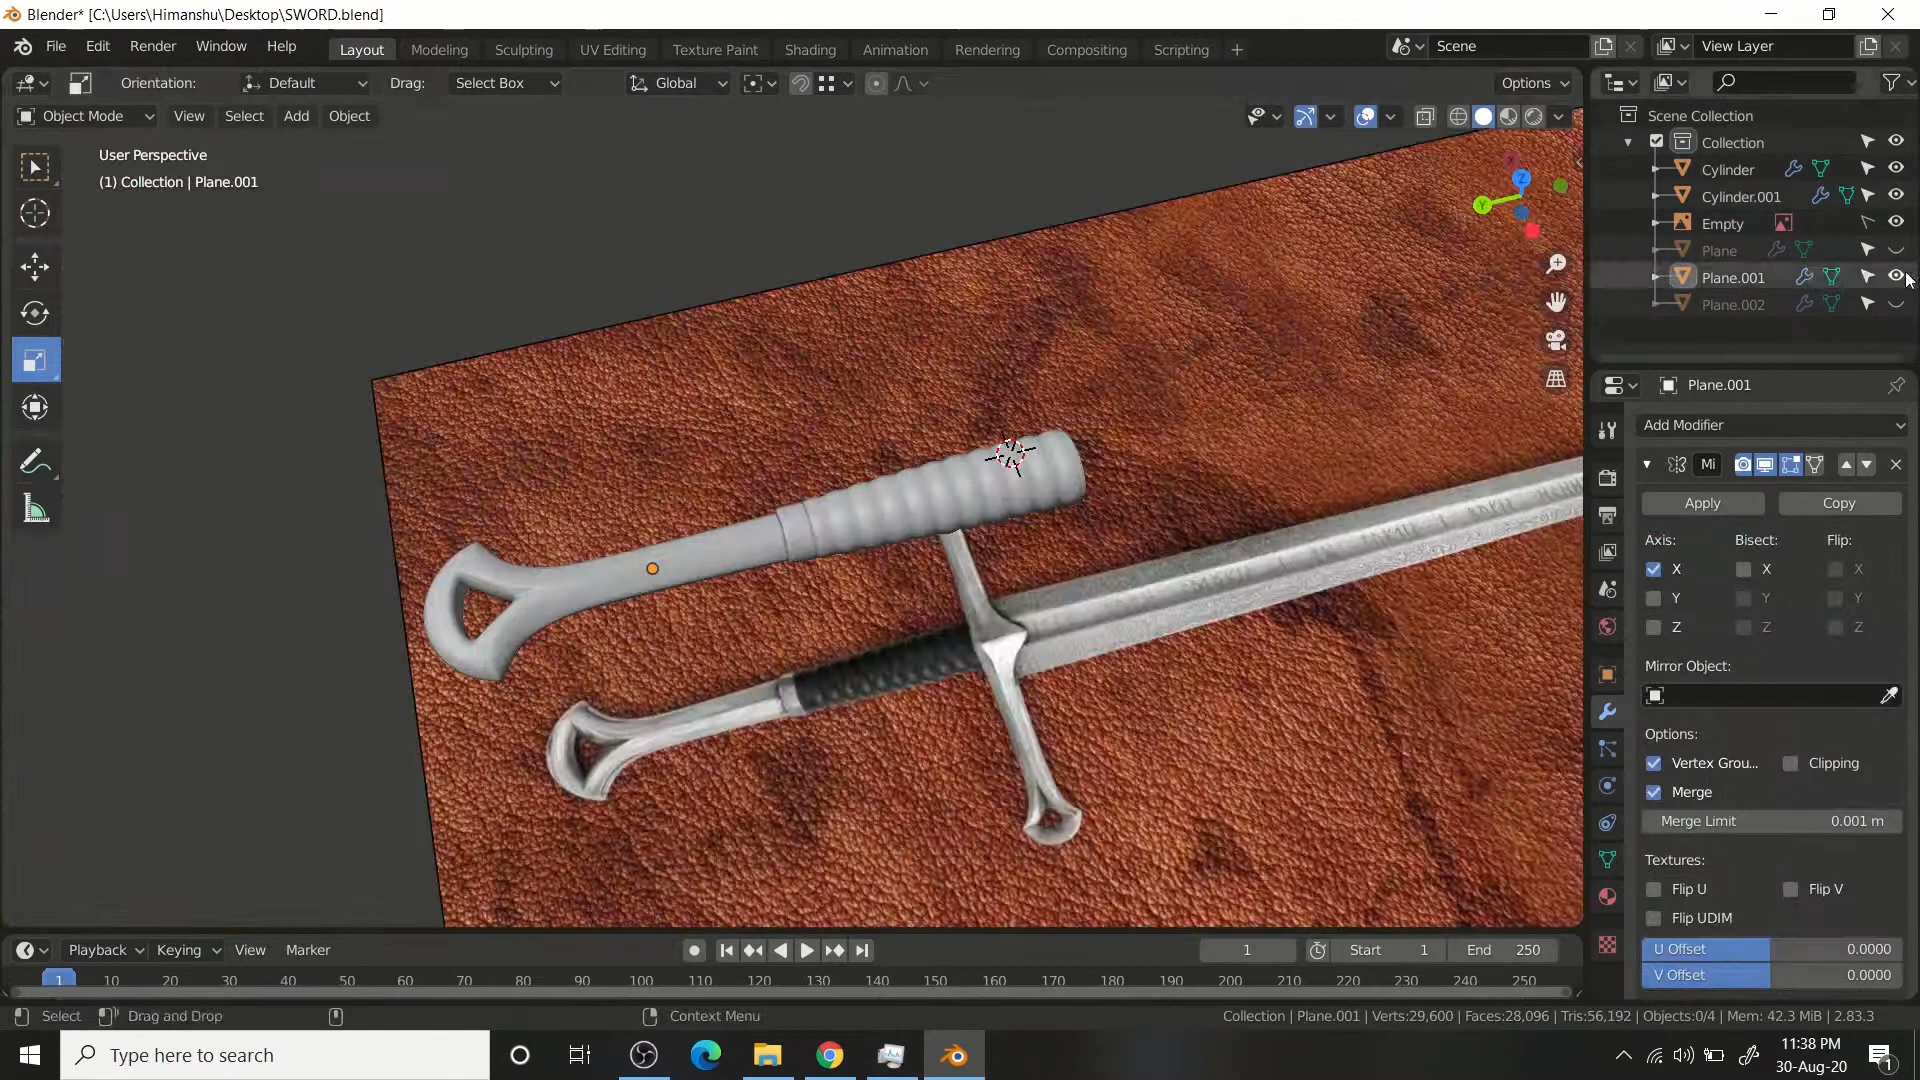 Blender* [C:\Users\Himanshu\Desktop\SWORD.blend]
File Edit Render Window Help Layout Modeling Sculpting UV Editing Texture Paint Shading Animation Rendering Compositing Scripting Scene View Layer
Orientation: Default Drag: Select Box Global Options
Object Mode View Select Add Object
User Perspective
(1) Collection | Plane.001
Z
Y
Scene Collection
Collection
Cylinder
Cylinder.001
Empty
Plane
Plane.001
Plane.002
Plane.001
Add Modifier
Mi
Apply Copy
Axis: Bisect: Flip:
X X X
Y Y Y
Z Z Z
Mirror Object:
Options:
Vertex Grou... Clipping
Merge
Merge Limit 0.001 m
Textures:
Flip U Flip V
Flip UDIM
U Offset 0.0000
V Offset 0.0000
Playback Keying View Marker 1 Start 1 End 250
1 10 20 30 40 50 60 70 80 90 100 110 120 130 140 150 160 170 180 190 200 210 220 230 240 250
Select Drag and Drop Context Menu Collection | Plane.001 | Verts:29,600 | Faces:28,096 | Tris:56,192 | Objects:0/4 | Mem: 42.3 MiB | 2.83.3
Type here to search
11:38 PM
30-Aug-20
1